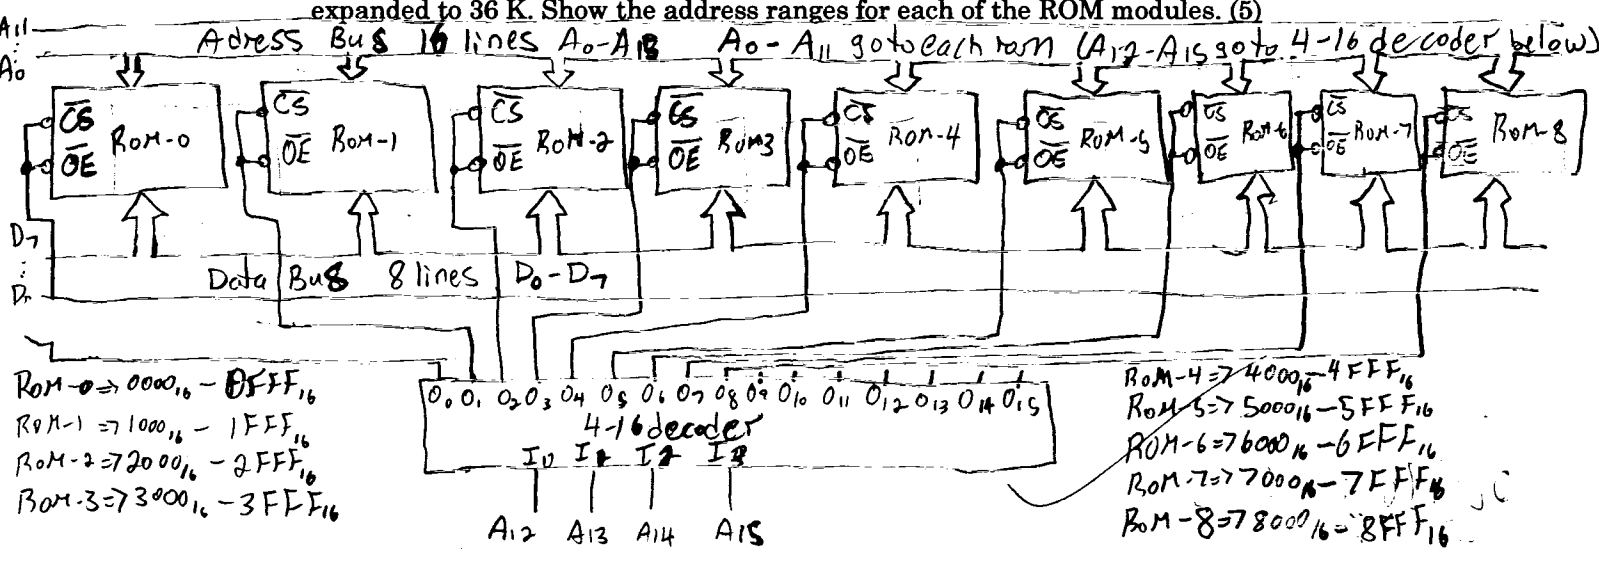 expanded to 36 K. Show the address ranges for each of the ROM modules. (5)
A11
Adress Bus 16 lines A0-A15 A0-A11 go to each rom (A12-A15 go to 4-16 decoder below)
A0
CS CS CS CS CS CS CS CS CS
ROM-0 ROM-1 ROM-2 ROM3 ROM-4 ROM-5 ROM-6 ROM-7 ROM-8
OE OE OE OE OE OE OE OE OE
D7
Data Bus 8 lines D0-D7
O0 O1 O2 O3 O4 O5 O6 O7 O8 O9 O10 O11 O12 O13 O14 O15
4-16 decoder
I0 I1 I2 I3
A12 A13 A14 A15
ROM-0=>0000₁₆-0FFF₁₆
ROM-1=>1000₁₆-1FFF₁₆
ROM-2=>2000₁₆-2FFF₁₆
ROM-3=>3000₁₆-3FFF₁₆
ROM-4=>4000₁₆-4FFF₁₆
ROM-5=>5000₁₆-5FFF₁₆
ROM-6=>6000₁₆-6FFF₁₆
ROM-7=>7000₁₆-7FFF₁₆
ROM-8=>8000₁₆-8FFF₁₆